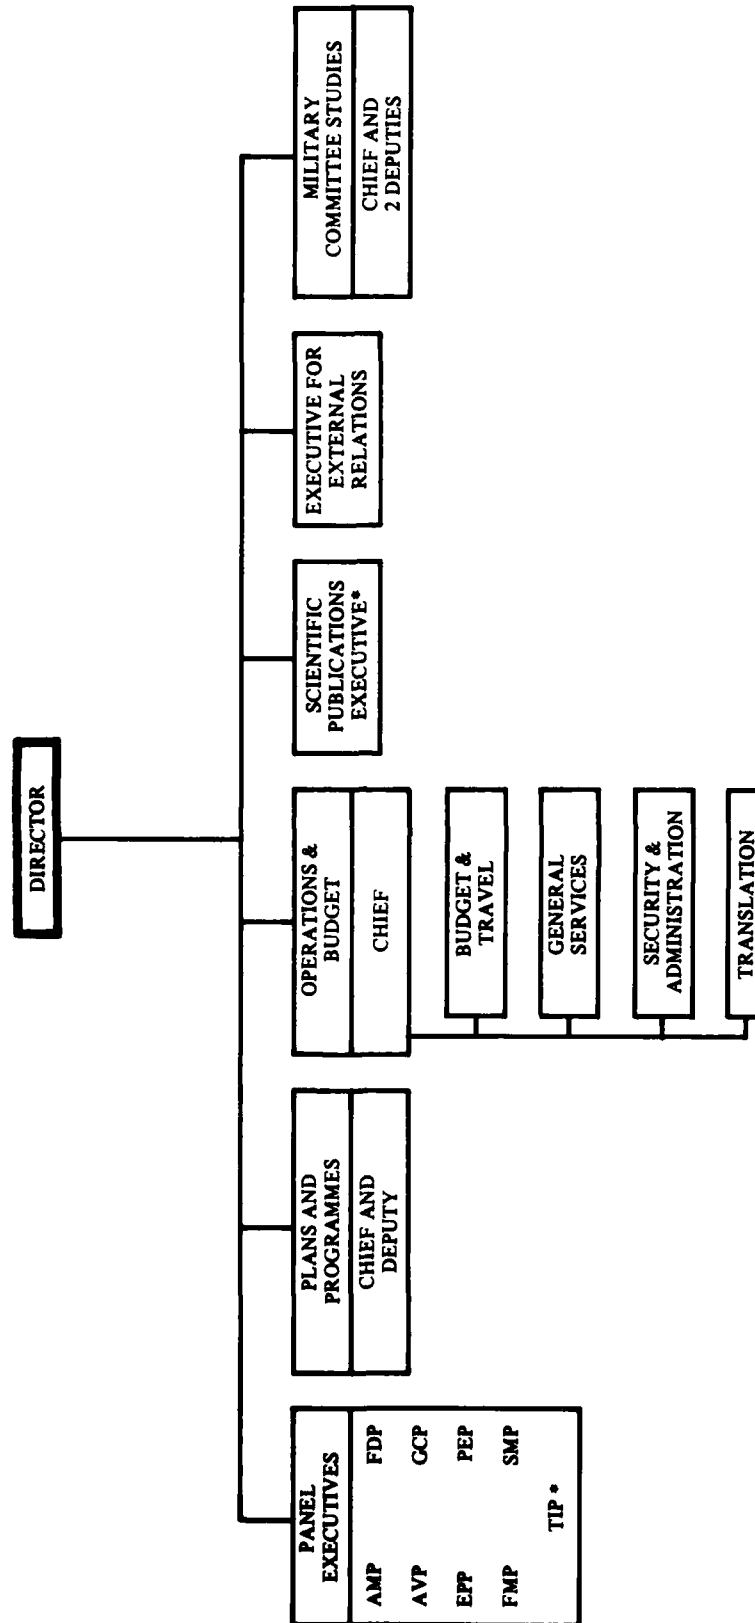 DIRECTOR
PANEL
EXECUTIVES
AMP FDP
AVP GCP
EPP PEP
FMP SMP
TIP *
PLANS AND
PROGRAMMES
CHIEF AND
DEPUTY
OPERATIONS &
BUDGET
CHIEF
BUDGET &
TRAVEL
GENERAL
SERVICES
SECURITY &
ADMINISTRATION
TRANSLATION
SCIENTIFIC
PUBLICATIONS
EXECUTIVE*
EXECUTIVE FOR
EXTERNAL
RELATIONS
MILITARY
COMMITTEE STUDIES
CHIEF AND
2 DEPUTIES